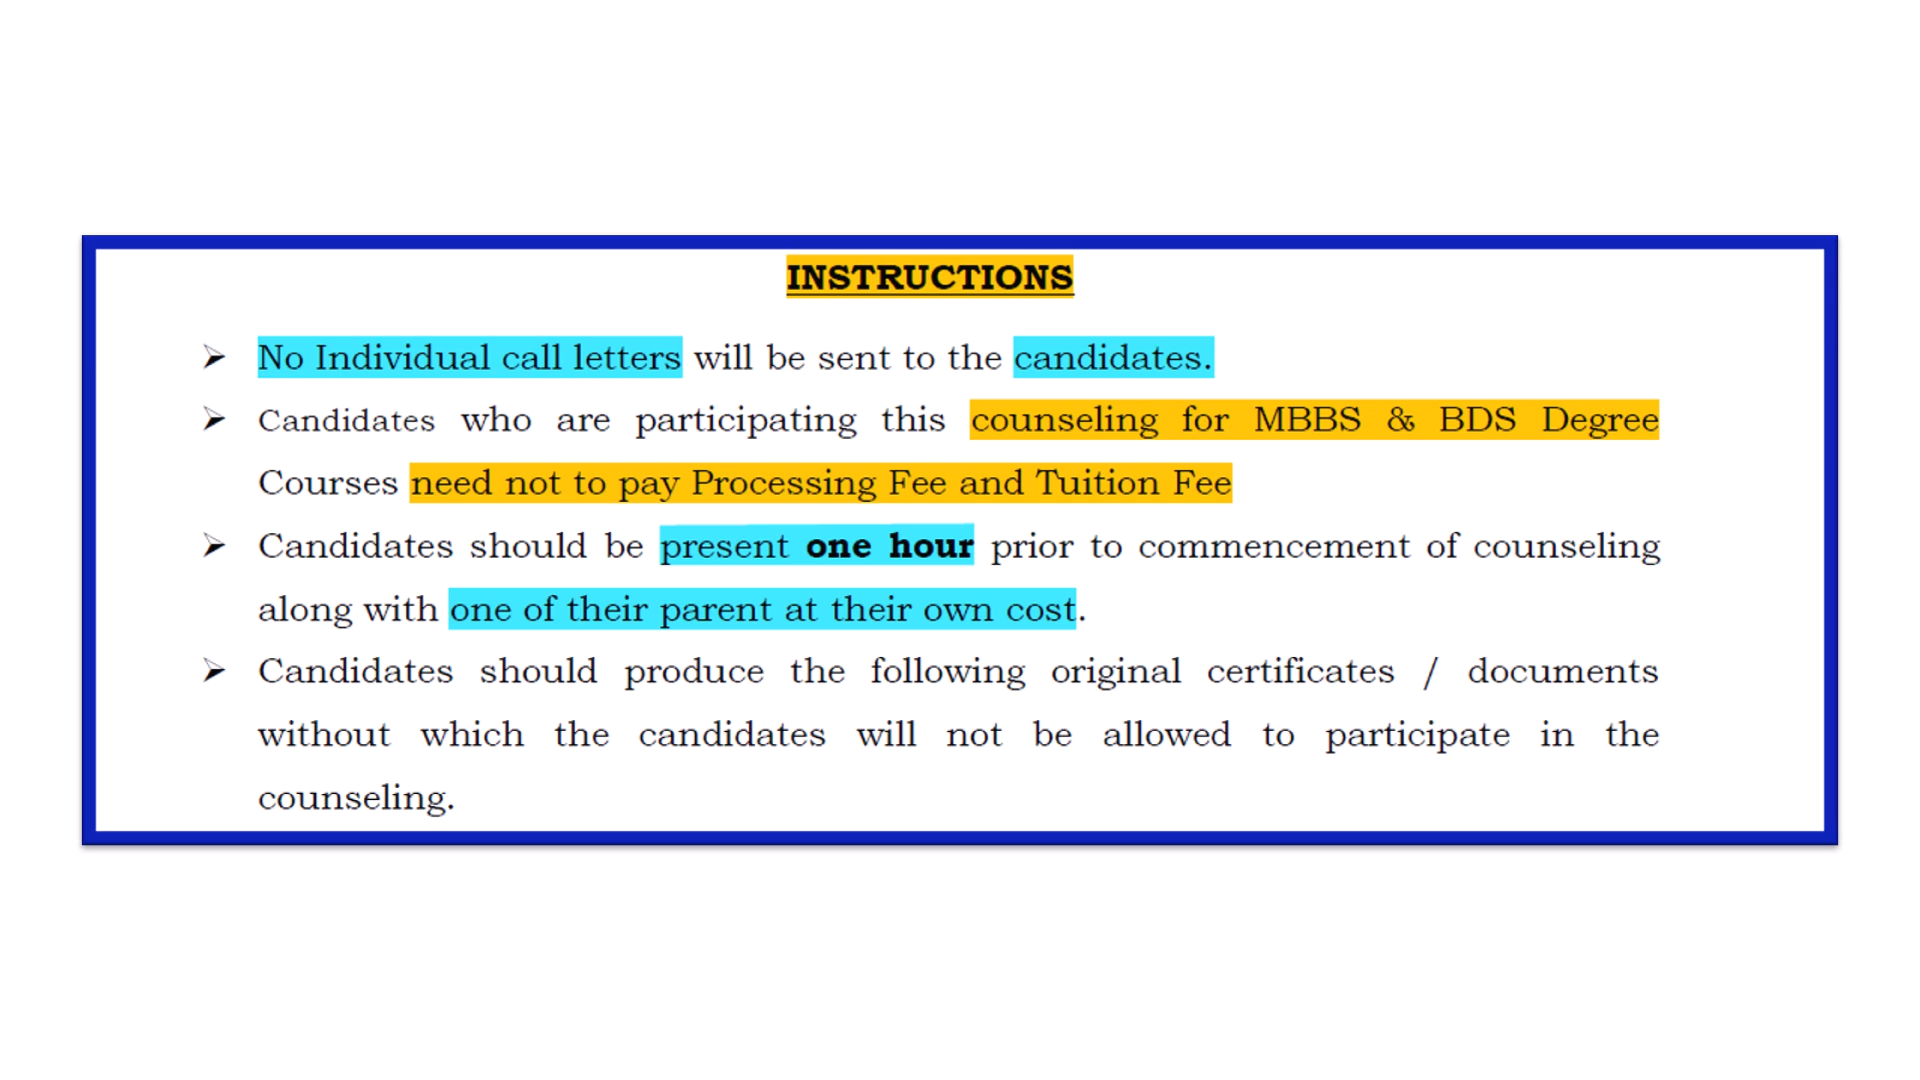 INSTRUCTIONS
➢ No Individual call letters will be sent to the candidates.
➢ Candidates who are participating this counseling for MBBS & BDS Degree
Courses need not to pay Processing Fee and Tuition Fee
➢ Candidates should be present one hour prior to commencement of counseling
along with one of their parent at their own cost.
➢ Candidates should produce the following original certificates / documents
without which the candidates will not be allowed to participate in the
counseling.